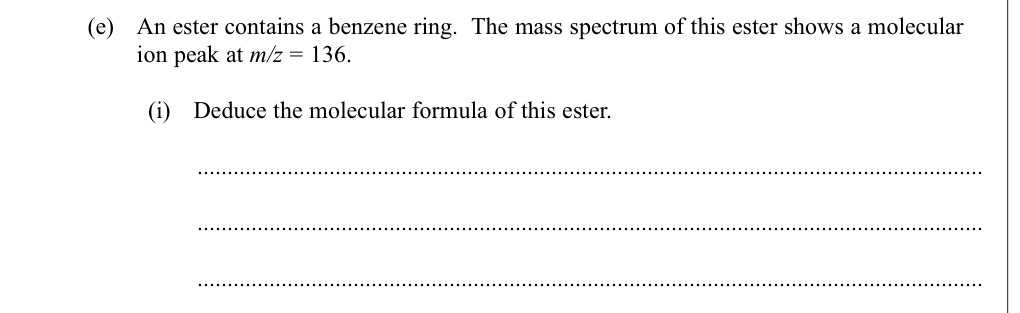 (e) An ester contains a benzene ring. The mass spectrum of this ester shows a molecular
ion peak at m/z = 136.
(i) Deduce the molecular formula of this ester.